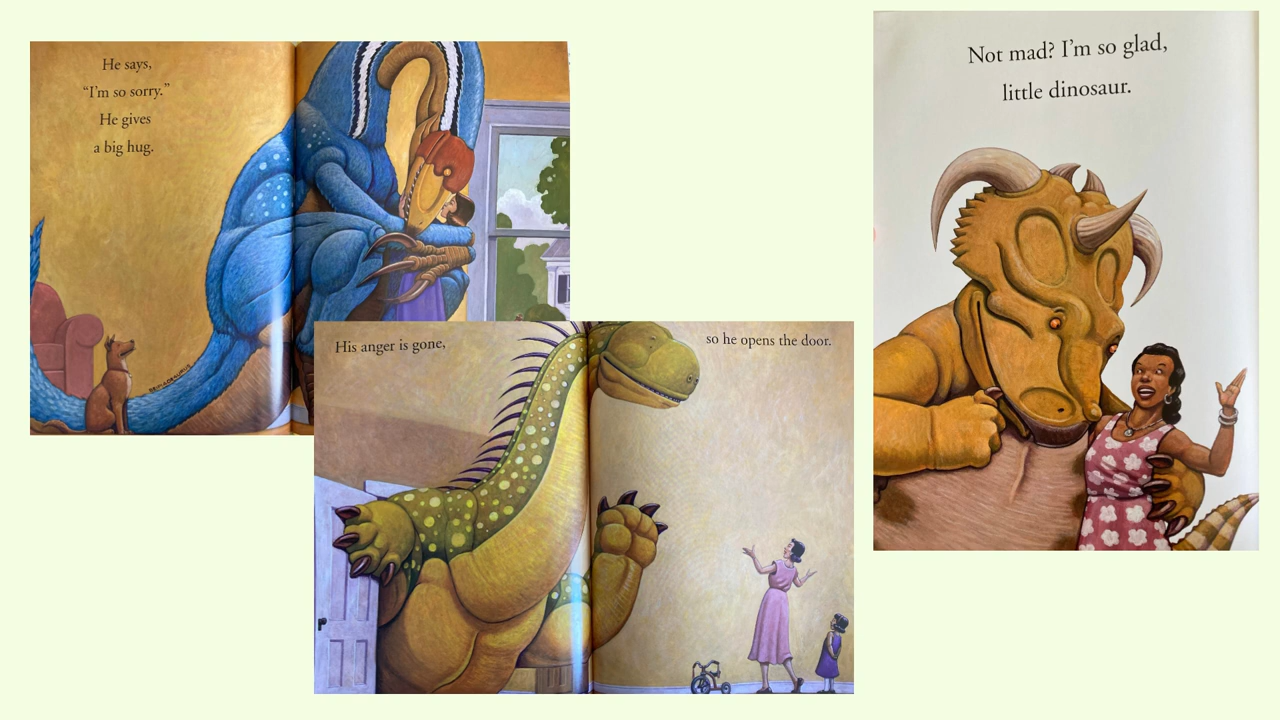 He says,
“I’m so sorry.”
He gives
a big hug.
His anger is gone,
so he opens the door.
Not mad? I’m so glad,
little dinosaur.